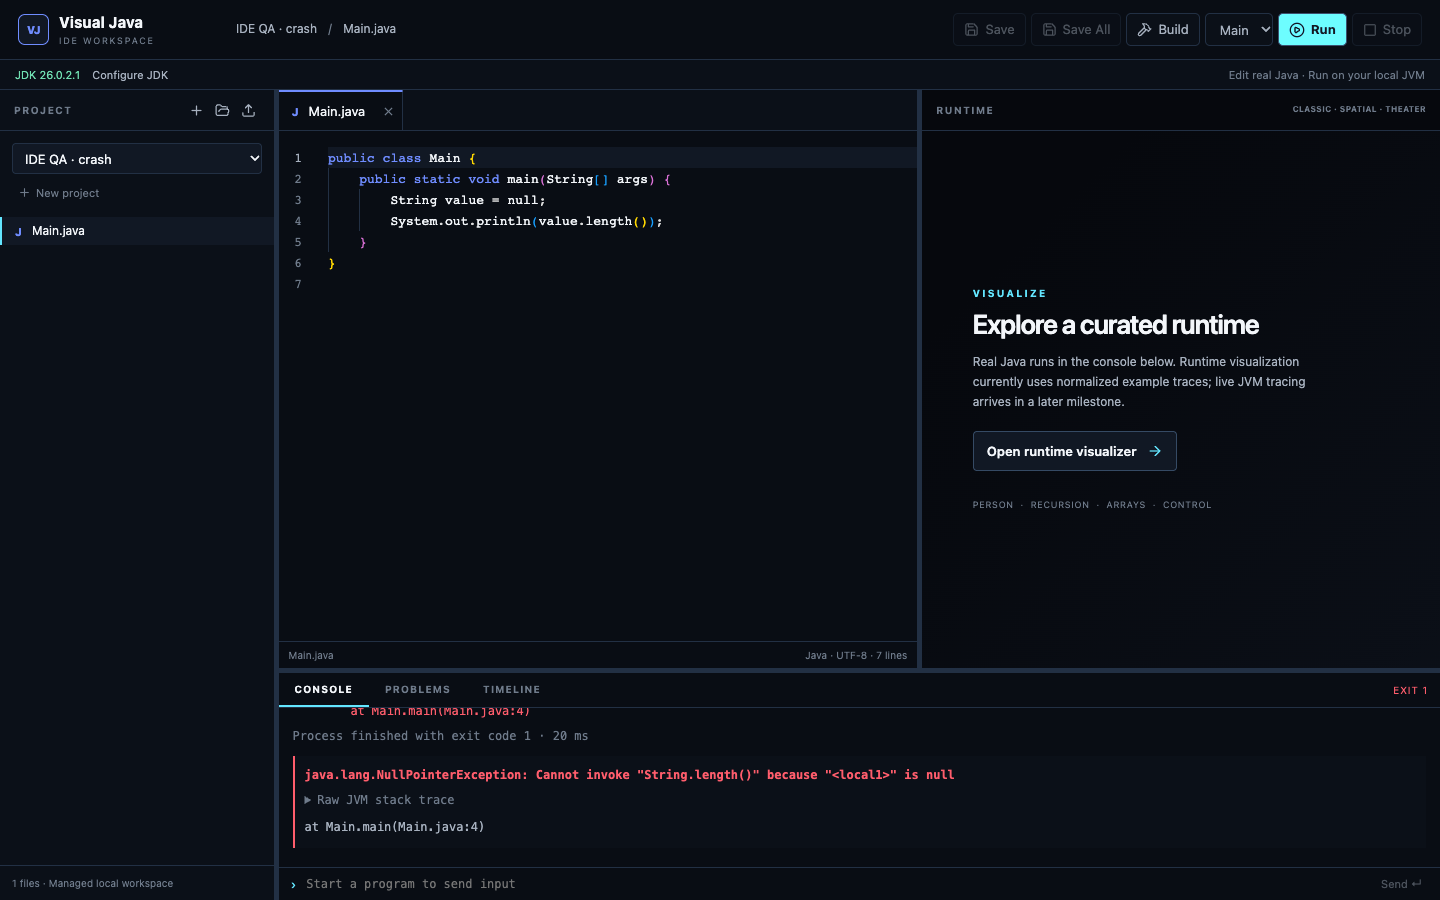 VJ
Visual Java
IDE WORKSPACE
IDE QA · crash / Main.java
Save
Save All
Build
Main
Run
Stop
JDK 26.0.2.1 Configure JDK
Edit real Java · Run on your local JVM
PROJECT
IDE QA · crash
New project
J Main.java
1 files · Managed local workspace
J Main.java
1 public class Main {
2     public static void main(String[] args) {
3         String value = null;
4         System.out.println(value.length());
5     }
6 }
7
Main.java
Java · UTF-8 · 7 lines
RUNTIME
CLASSIC · SPATIAL · THEATER
VISUALIZE
Explore a curated runtime
Real Java runs in the console below. Runtime visualization
currently uses normalized example traces; live JVM tracing
arrives in a later milestone.
Open runtime visualizer →
PERSON · RECURSION · ARRAYS · CONTROL
CONSOLE PROBLEMS TIMELINE
EXIT 1
at Main.main(Main.java:4)
Process finished with exit code 1 · 20 ms
java.lang.NullPointerException: Cannot invoke "String.length()" because "<local1>" is null
Raw JVM stack trace
at Main.main(Main.java:4)
› Start a program to send input
Send ↵